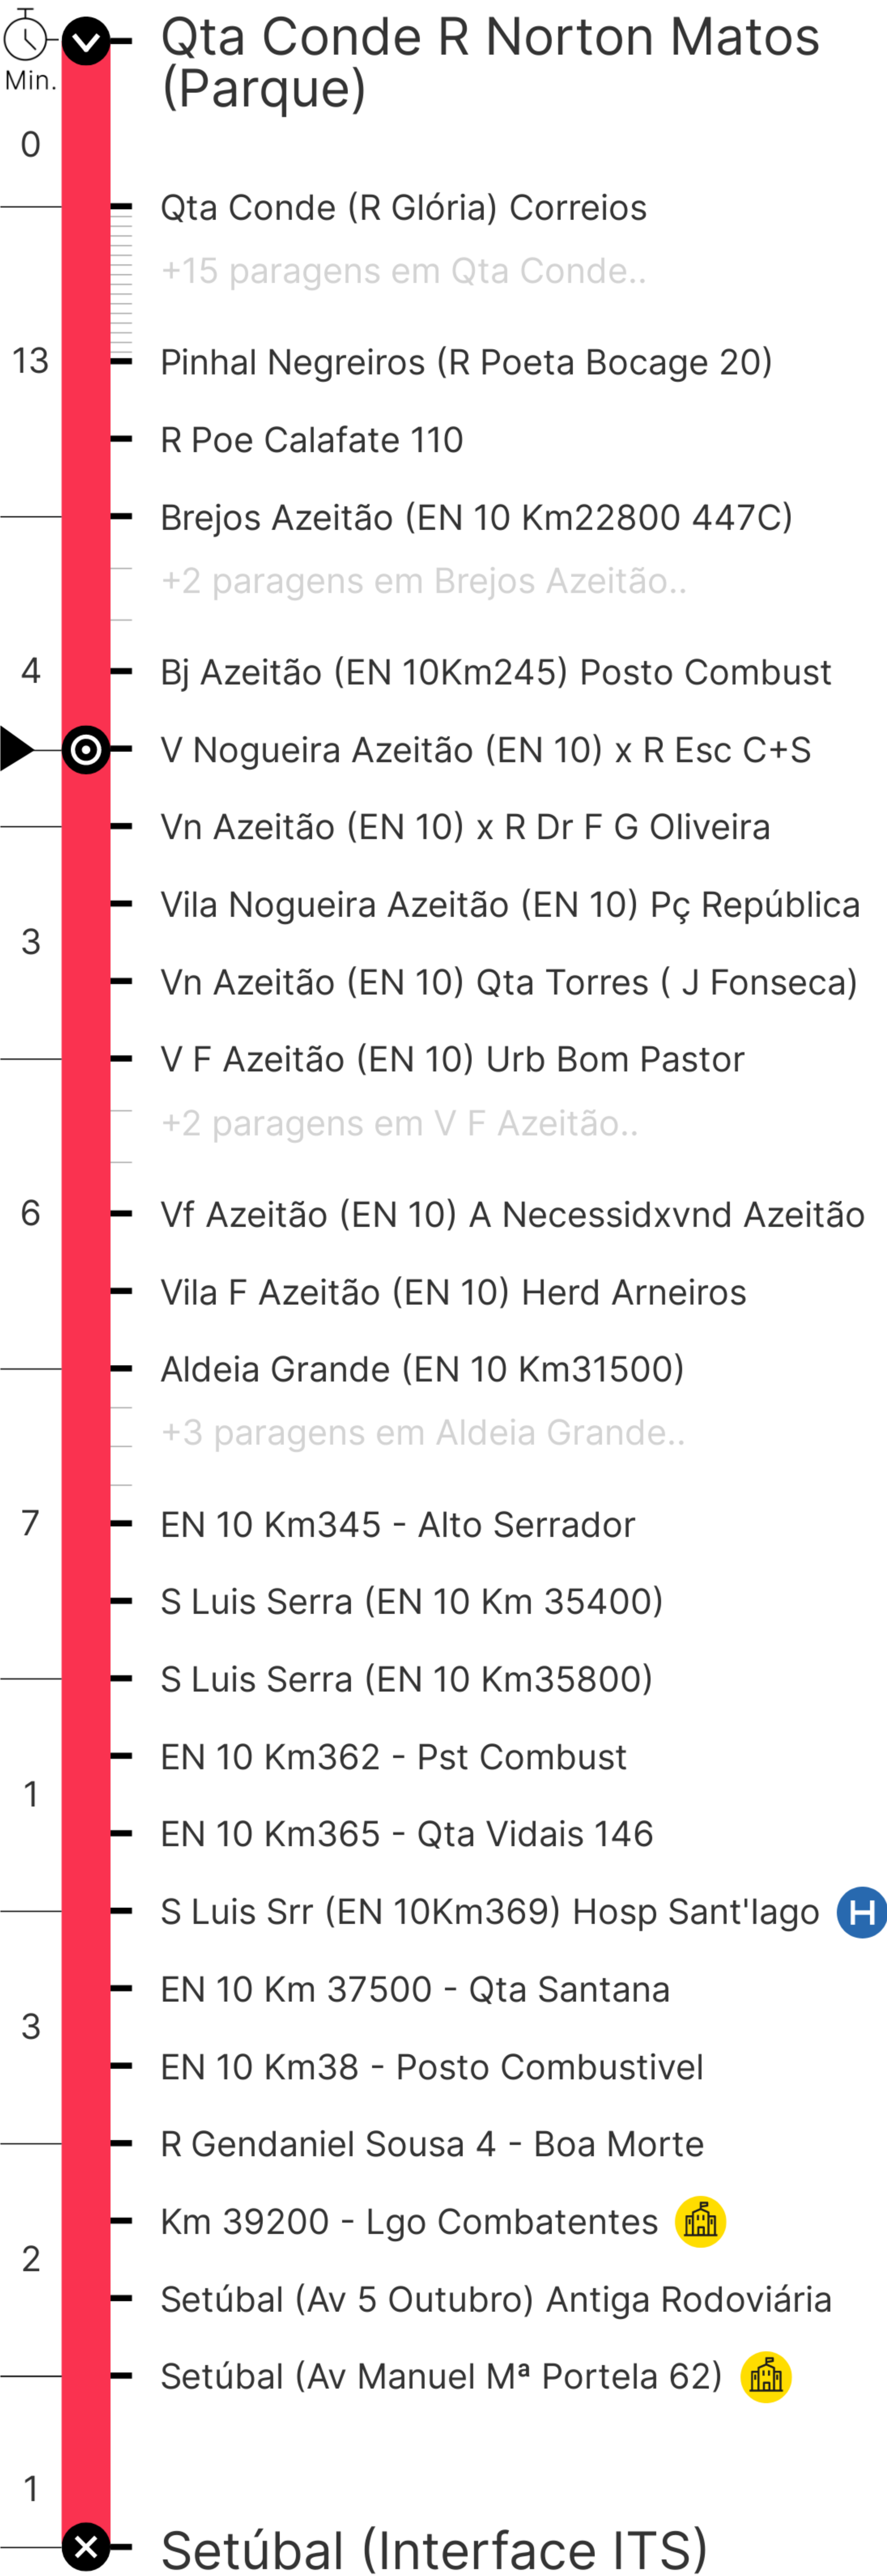 Qta Conde R Norton Matos
(Parque)
Min.
0
Qta Conde (R Glória) Correios
+15 paragens em Qta Conde..
13
Pinhal Negreiros (R Poeta Bocage 20)
R Poe Calafate 110
Brejos Azeitão (EN 10 Km22800 447C)
+2 paragens em Brejos Azeitão..
4
Bj Azeitão (EN 10Km245) Posto Combust
V Nogueira Azeitão (EN 10) x R Esc C+S
Vn Azeitão (EN 10) x R Dr F G Oliveira
Vila Nogueira Azeitão (EN 10) Pç República
3
Vn Azeitão (EN 10) Qta Torres ( J Fonseca)
V F Azeitão (EN 10) Urb Bom Pastor
+2 paragens em V F Azeitão..
6
Vf Azeitão (EN 10) A Necessidxvnd Azeitão
Vila F Azeitão (EN 10) Herd Arneiros
Aldeia Grande (EN 10 Km31500)
+3 paragens em Aldeia Grande..
7
EN 10 Km345 - Alto Serrador
S Luis Serra (EN 10 Km 35400)
S Luis Serra (EN 10 Km35800)
EN 10 Km362 - Pst Combust
1
EN 10 Km365 - Qta Vidais 146
S Luis Srr (EN 10Km369) Hosp Sant'Iago H
EN 10 Km 37500 - Qta Santana
3
EN 10 Km38 - Posto Combustivel
R Gendaniel Sousa 4 - Boa Morte
Km 39200 - Lgo Combatentes
2
Setúbal (Av 5 Outubro) Antiga Rodoviária
Setúbal (Av Manuel Mª Portela 62)
1
Setúbal (Interface ITS)